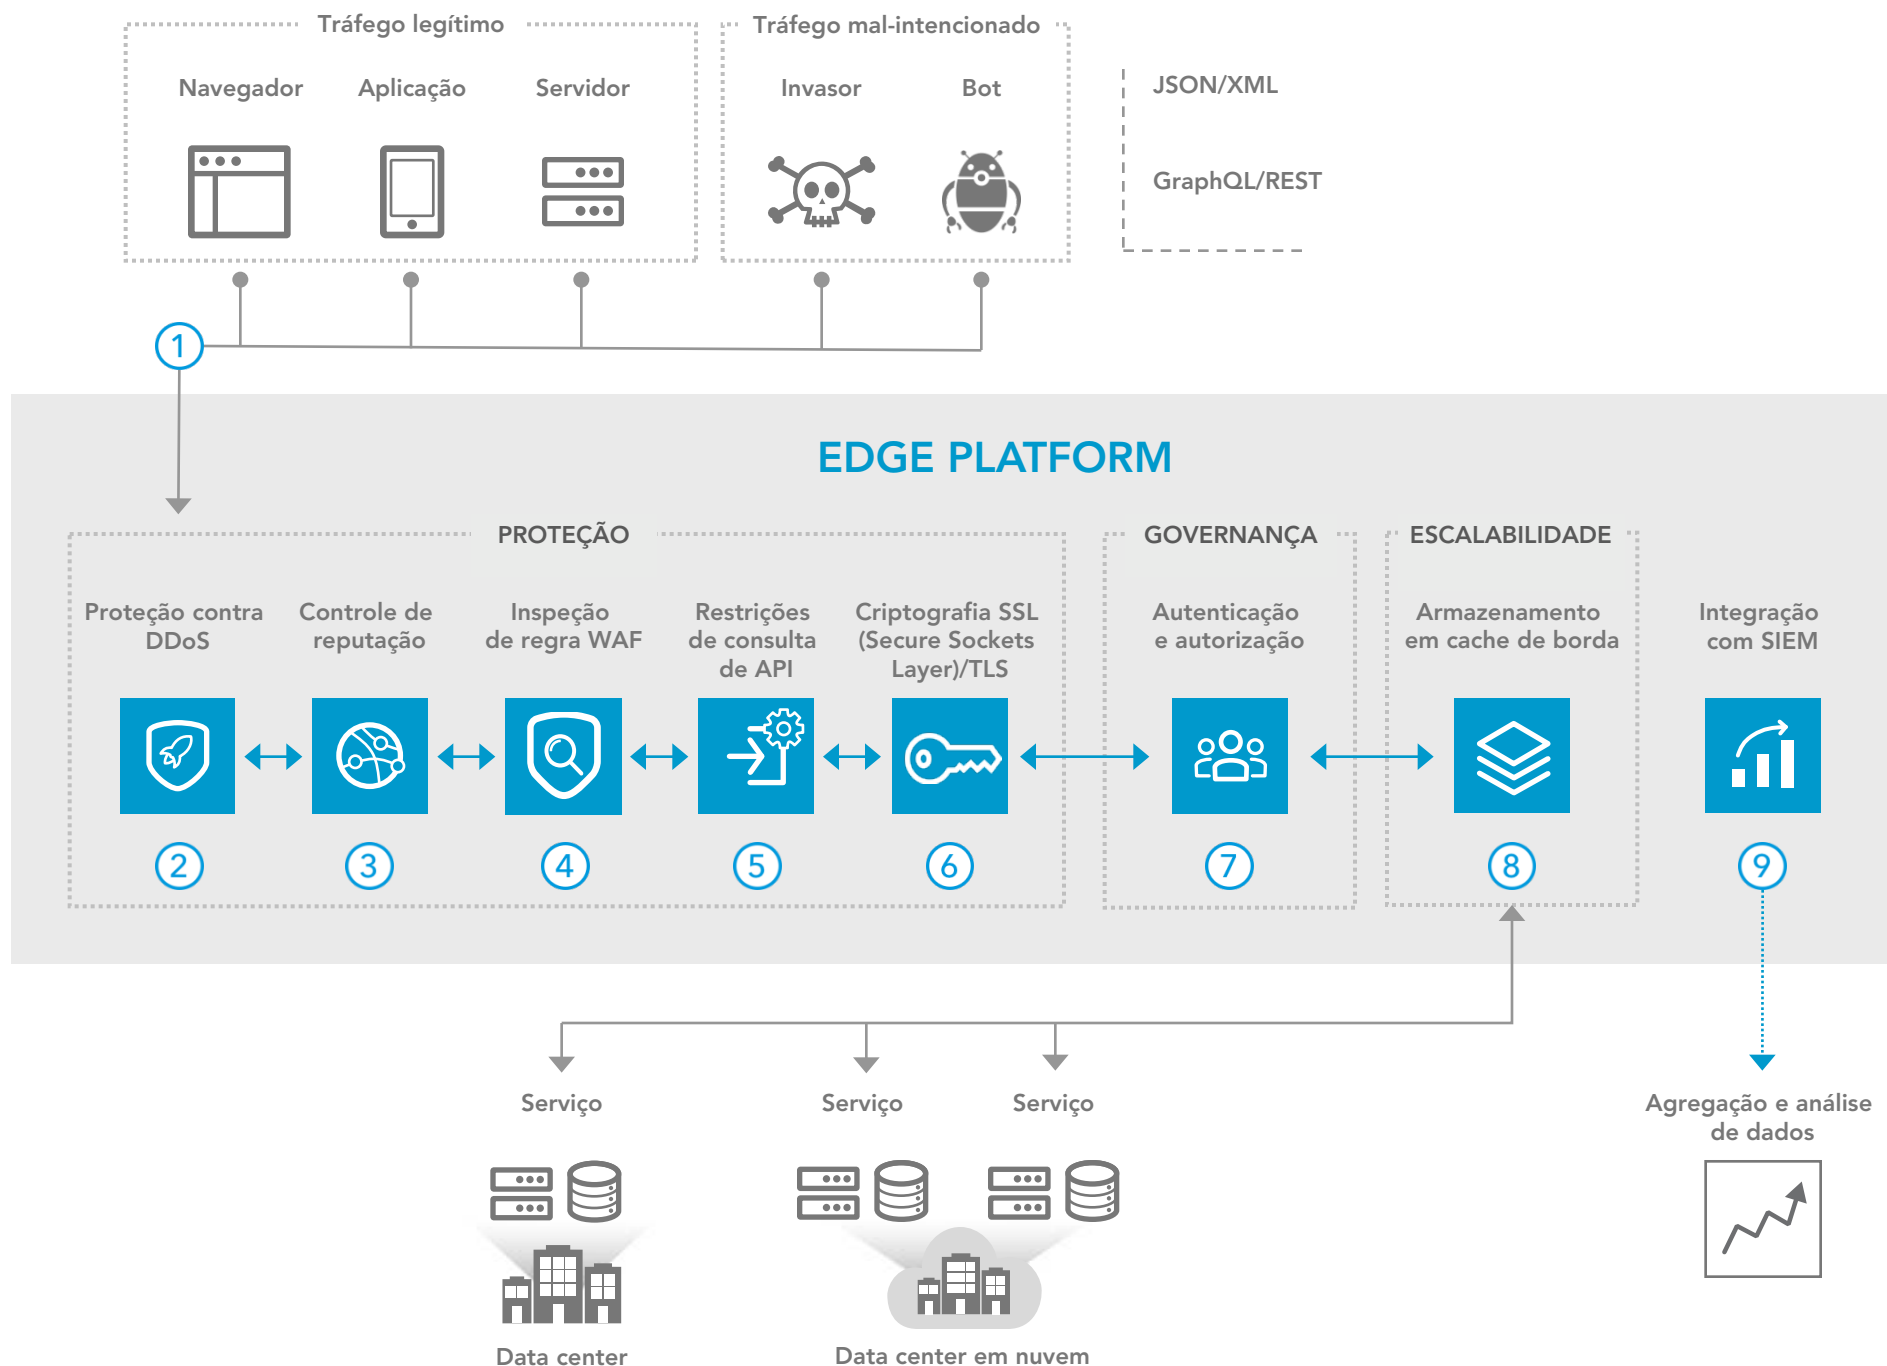 Tráfego legítimo
Tráfego mal-intencionado
Navegador
Aplicação
Servidor
Invasor
Bot
JSON/XML
GraphQL/REST
1
EDGE PLATFORM
PROTEÇÃO
GOVERNANÇA
ESCALABILIDADE
Proteção contra
DDoS
Controle de
reputação
Inspeção
de regra WAF
Restrições
de consulta
de API
Criptografia SSL
(Secure Sockets
Layer)/TLS
Autenticação
e autorização
Armazenamento
em cache de borda
Integração
com SIEM
2
3
4
5
6
7
8
9
Serviço
Serviço
Serviço
Agregação e análise
de dados
Data center
Data center em nuvem